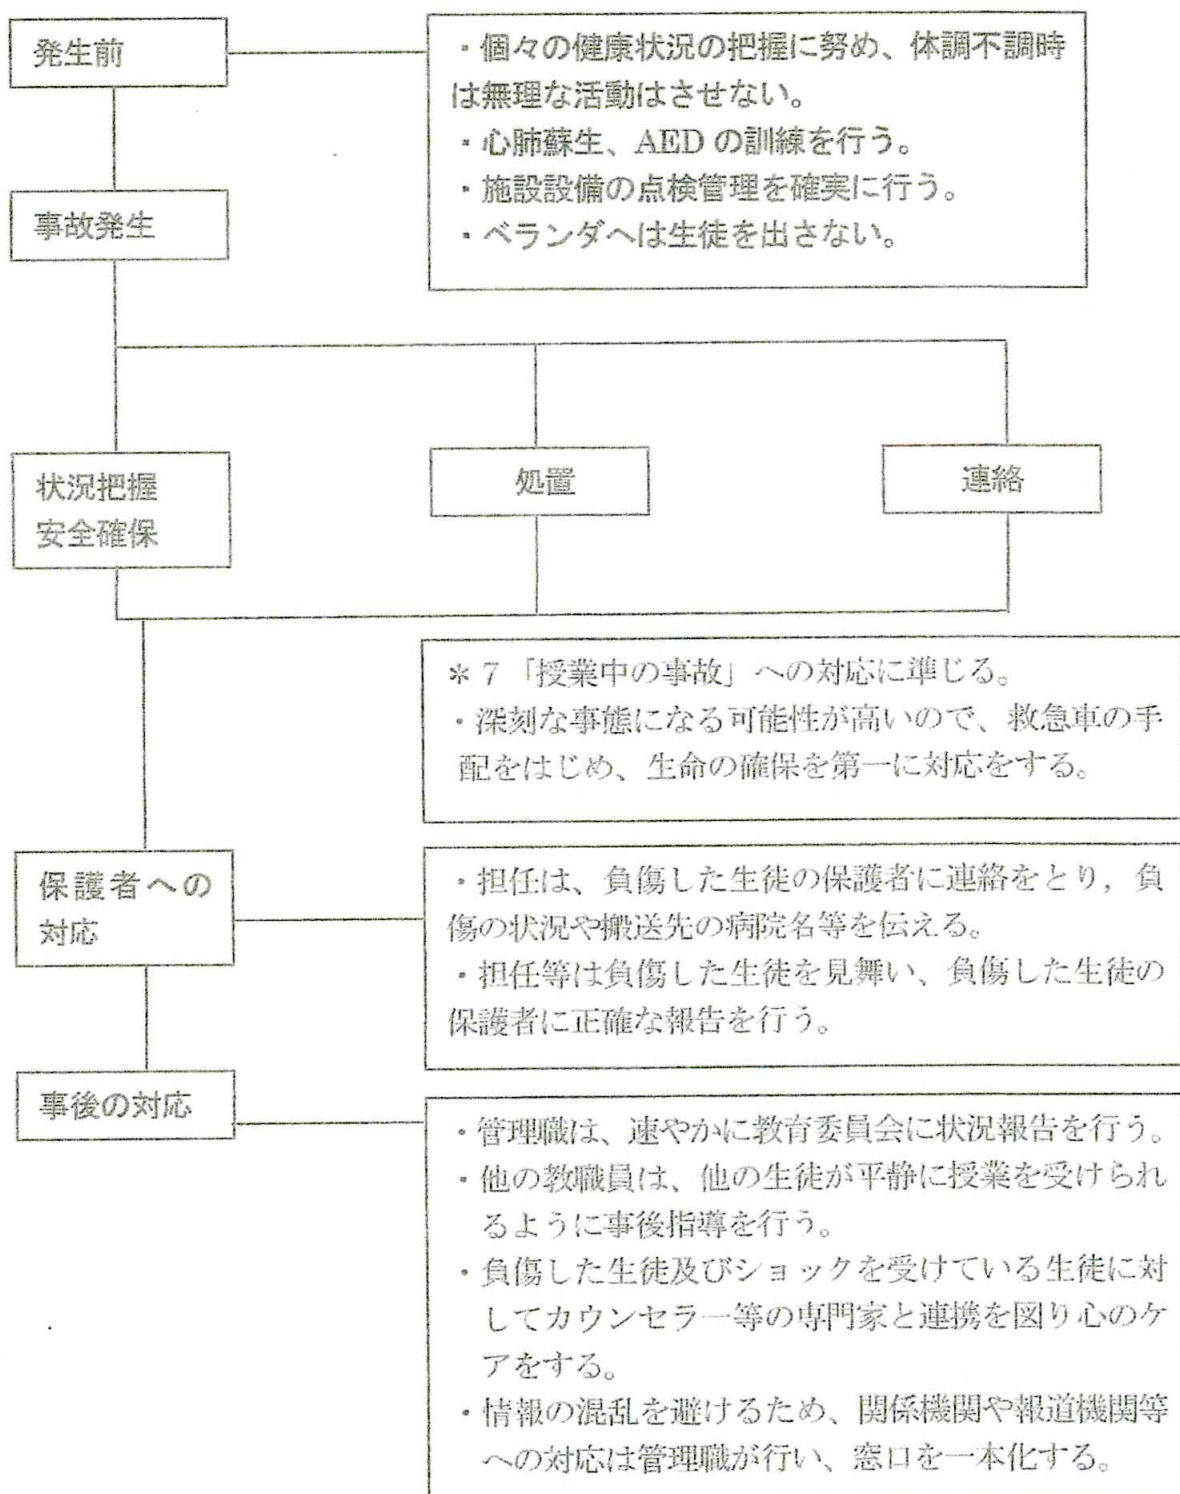 発生前
・個々の健康状況の把握に努め、体調不調時
は無理な活動はさせない。
・心肺蘇生、AED の訓練を行う。
・施設設備の点検管理を確実に行う。
・ベランダへは生徒を出さない。
事故発生
状況把握
安全確保
処置
連絡
＊７「授業中の事故」への対応に準じる。
・深刻な事態になる可能性が高いので、救急車の手
配をはじめ、生命の確保を第一に対応をする。
保護者への
対応
・担任は、負傷した生徒の保護者に連絡をとり，負
傷の状況や搬送先の病院名等を伝える。
・担任等は負傷した生徒を見舞い、負傷した生徒の
保護者に正確な報告を行う。
事後の対応
・管理職は、速やかに教育委員会に状況報告を行う。
・他の教職員は、他の生徒が平静に授業を受けられ
るように事後指導を行う。
・負傷した生徒及びショックを受けている生徒に対
してカウンセラー等の専門家と連携を図り心のケ
アをする。
・情報の混乱を避けるため、関係機関や報道機関等
への対応は管理職が行い、窓口を一本化する。